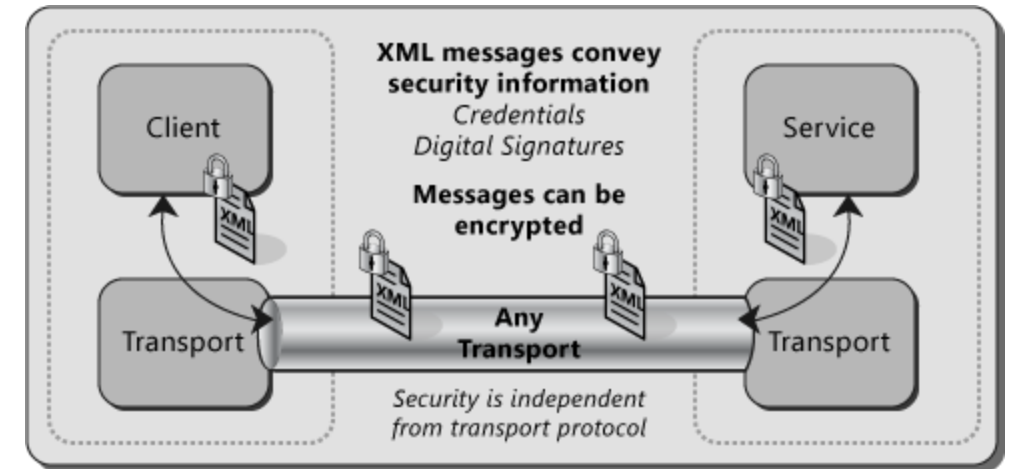 XML messages convey
security information
Credentials
Digital Signatures
Client
Service
Messages can be
encrypted
XML
XML
XML
XML
Any
Transport
Transport
Transport
Security is independent
from transport protocol